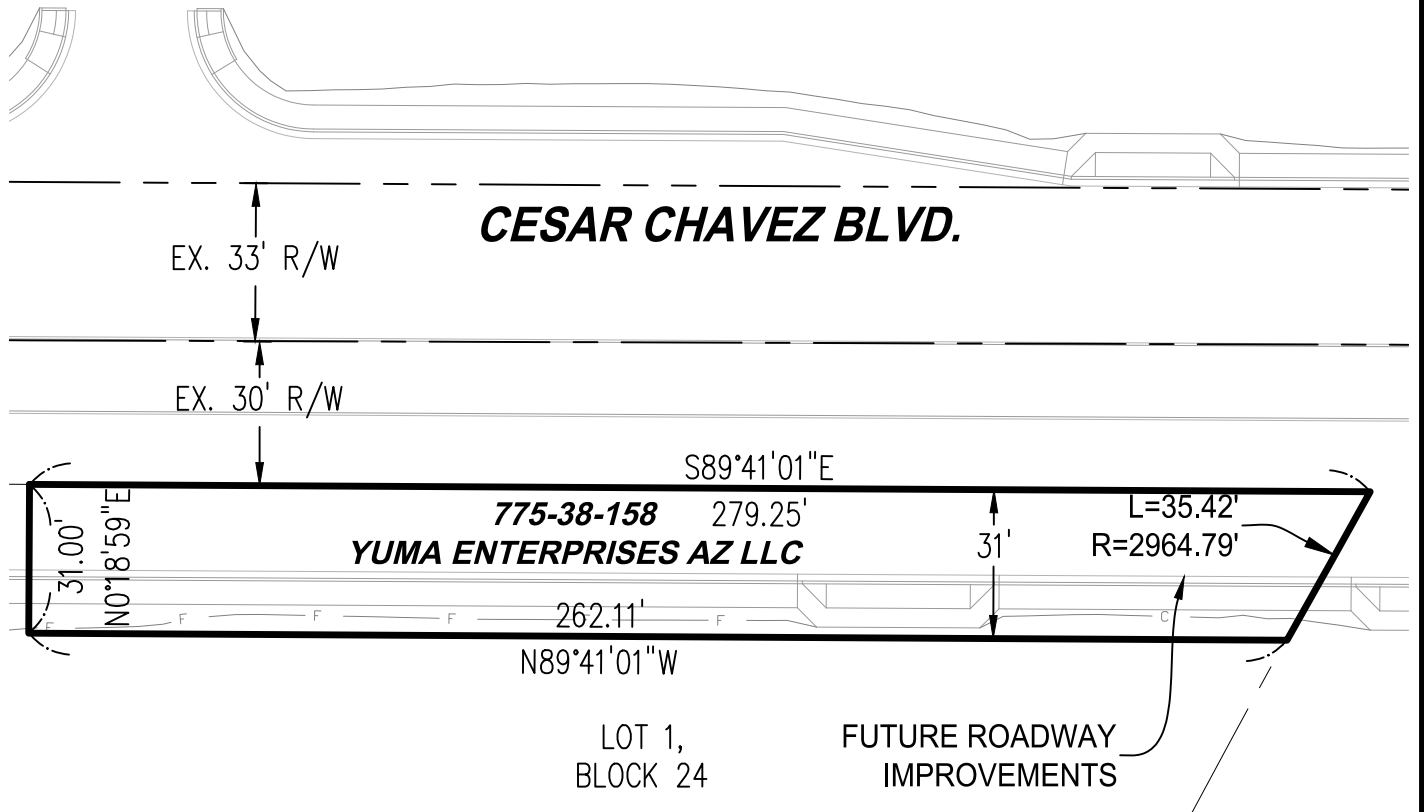 CESAR CHAVEZ BLVD.
EX. 33' R/W
EX. 30' R/W
S89°41'01"E
775-38-158 279.25'
YUMA ENTERPRISES AZ LLC
31.00'
N0°18'59"E
31'
L=35.42'
R=2964.79'
F F F F F F C
262.11'
N89°41'01"W
LOT 1,
BLOCK 24
FUTURE ROADWAY
IMPROVEMENTS